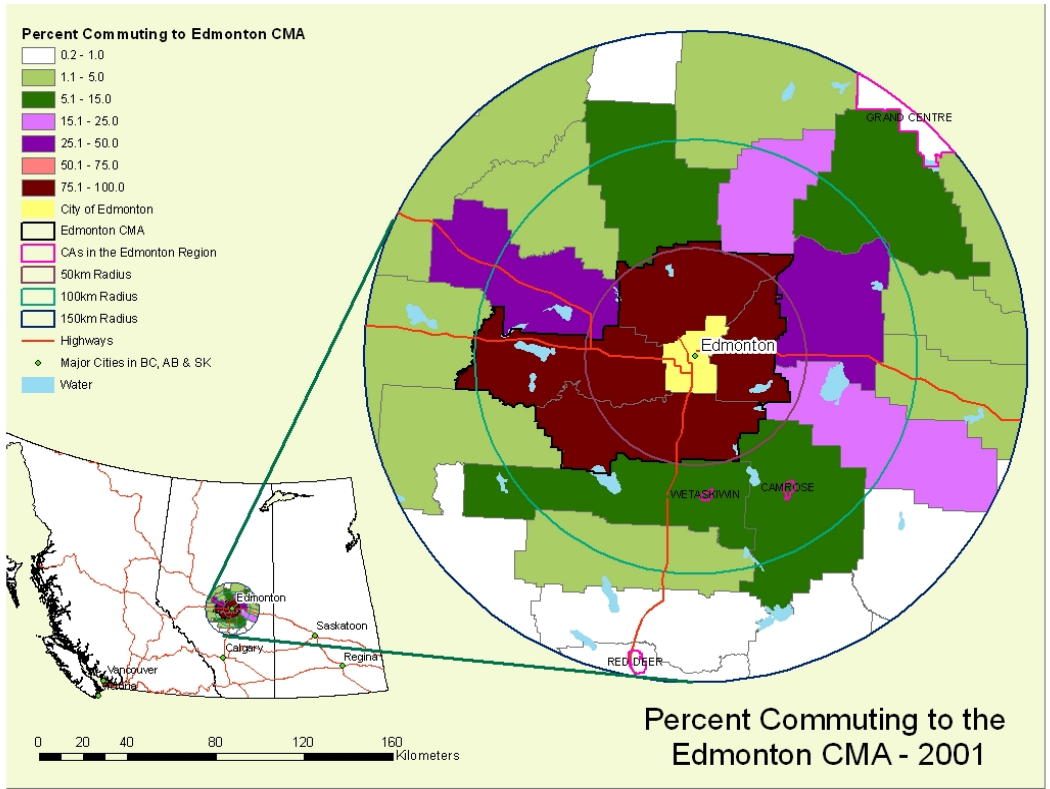 Percent Commuting to Edmonton CMA
0.2 - 1.0
1.1 - 5.0
5.1 - 15.0
15.1 - 25.0
25.1 - 50.0
50.1 - 75.0
75.1 - 100.0
City of Edmonton
Edmonton CMA
CAs in the Edmonton Region
50km Radius
100km Radius
150km Radius
Highways
Major Cities in BC, AB & SK
Water
GRAND CENTRE
Edmonton
WETASKIWIN
CAMROSE
RED DEER
Edmonton
Saskatoon
Calgary
Regina
Vancouver
0 20 40 80 120 160
Kilometers
Percent Commuting to the
Edmonton CMA - 2001